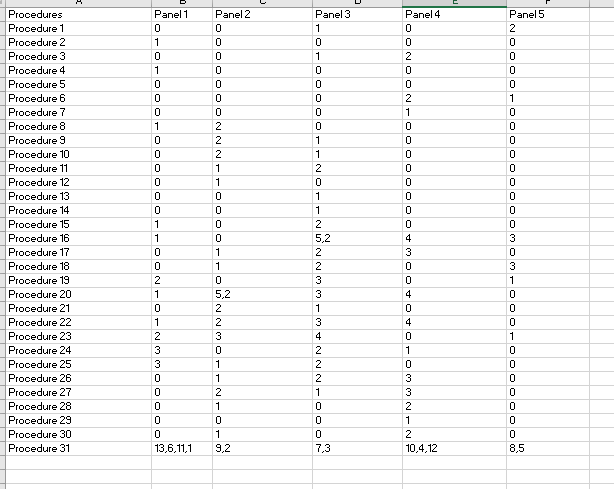 Procedures Panel 1 Panel 2 Panel 3 Panel 4 Panel 5
Procedure 1 0 0 1 0 2
Procedure 2 1 0 0 0 0
Procedure 3 0 0 1 2 0
Procedure 4 1 0 0 0 0
Procedure 5 0 0 0 0 0
Procedure 6 0 0 0 2 1
Procedure 7 0 0 0 1 0
Procedure 8 1 2 0 0 0
Procedure 9 0 2 1 0 0
Procedure 10 0 2 1 0 0
Procedure 11 0 1 2 0 0
Procedure 12 0 1 0 0 0
Procedure 13 0 0 1 0 0
Procedure 14 0 0 1 0 0
Procedure 15 1 0 2 0 0
Procedure 16 1 0 5,2 4 3
Procedure 17 0 1 2 3 0
Procedure 18 0 1 2 0 3
Procedure 19 2 0 3 0 1
Procedure 20 1 5,2 3 4 0
Procedure 21 0 2 1 0 0
Procedure 22 1 2 3 4 0
Procedure 23 2 3 4 0 1
Procedure 24 3 0 2 1 0
Procedure 25 3 1 2 0 0
Procedure 26 0 1 2 3 0
Procedure 27 0 2 1 3 0
Procedure 28 0 1 0 2 0
Procedure 29 0 0 0 1 0
Procedure 30 0 1 0 2 0
Procedure 31 13,6,11,1 9,2 7,3 10,4,12 8,5